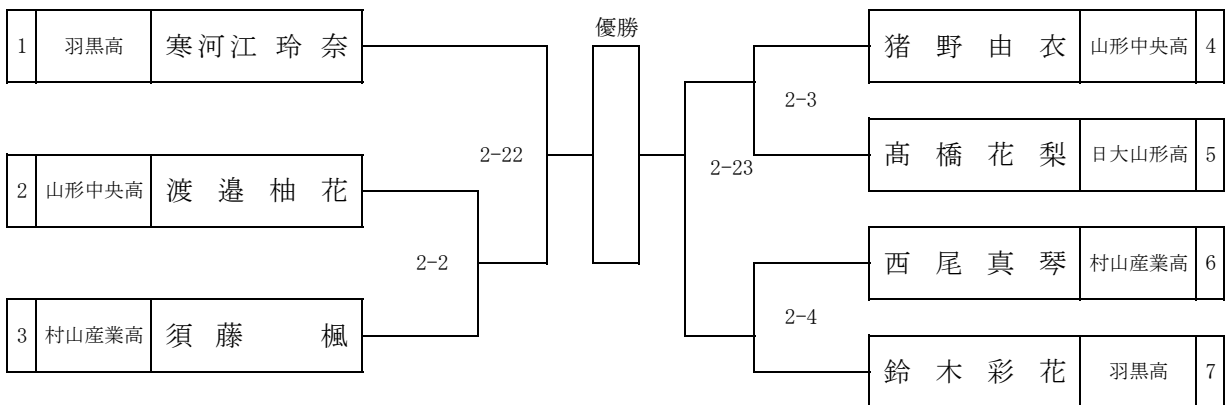 優勝
1 羽黒高 寒河江 玲 奈
2-22
2 山形中央高 渡 邉 柚 花
2-2
3 村山産業高 須 藤 楓
猪 野 由 衣 山形中央高 4
2-3
髙 橋 花 梨 日大山形高 5
2-23
西 尾 真 琴 村山産業高 6
2-4
鈴 木 彩 花 羽黒高 7